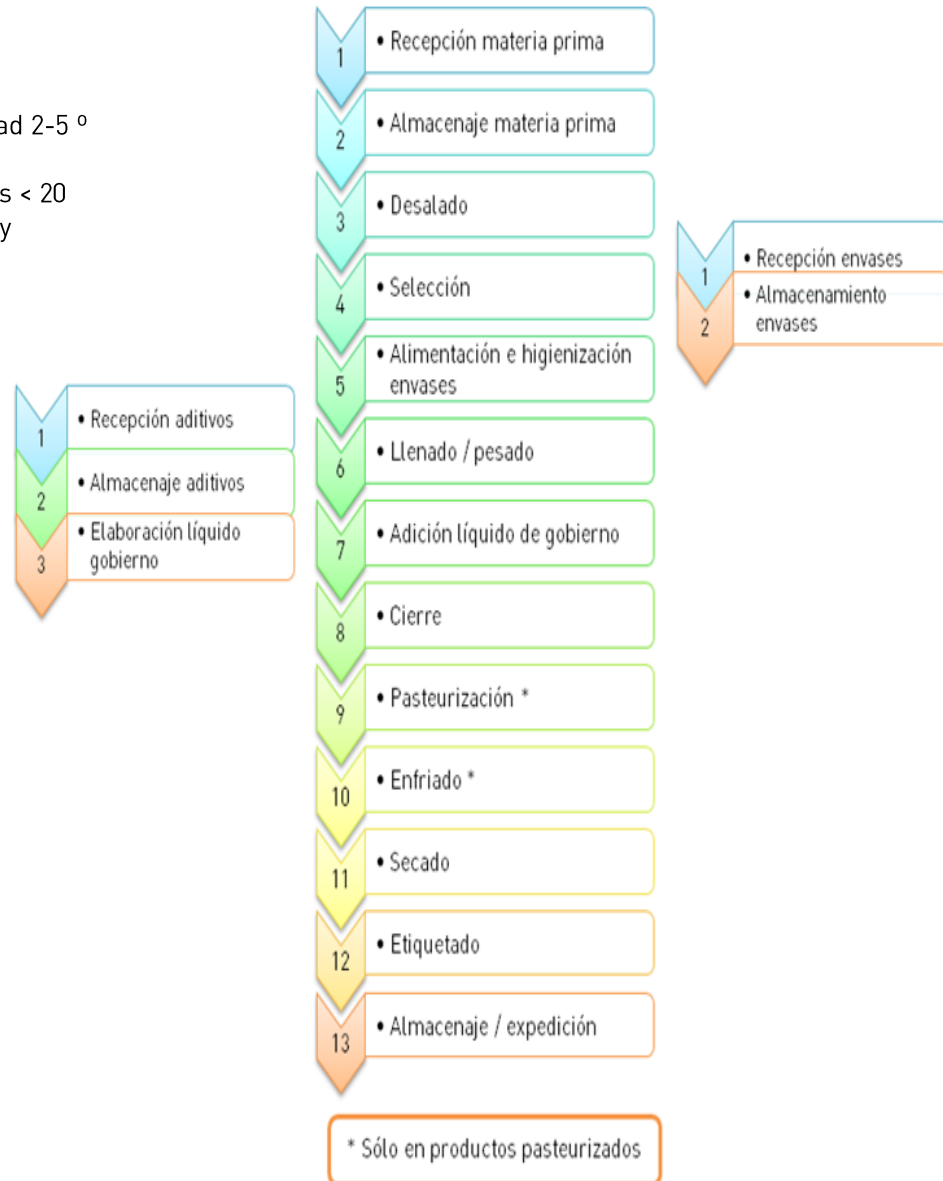 ad 2-5 º
s < 20
y
1
• Recepción materia prima
2
• Almacenaje materia prima
3
• Desalado
4
• Selección
5
• Alimentación e higienización
envases
6
• Llenado / pesado
7
• Adición líquido de gobierno
8
• Cierre
9
• Pasteurización *
10
• Enfriado *
11
• Secado
12
• Etiquetado
13
• Almacenaje / expedición
* Sólo en productos pasteurizados
1
• Recepción aditivos
2
• Almacenaje aditivos
3
• Elaboración líquido
gobierno
1
• Recepción envases
2
• Almacenamiento
envases